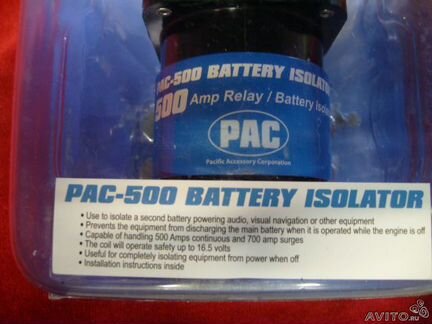 PAC-500 BATTERY ISOLATOR
500 Amp Relay / Battery
PAC
Pacific Accessory Corporation
PAC-500 BATTERY ISOLATOR
• Use to isolate a second battery powering audio, visual navigation or other equipment
• Prevents the equipment from discharging the main battery when it is operated while the engine is off
• Capable of handling 500 Amps continuous and 700 amp surges
• The coil will operate safety up to 16.5 volts
• Useful for completely isolating equipment from power when off
• Installation instructions inside
AVITO.ru